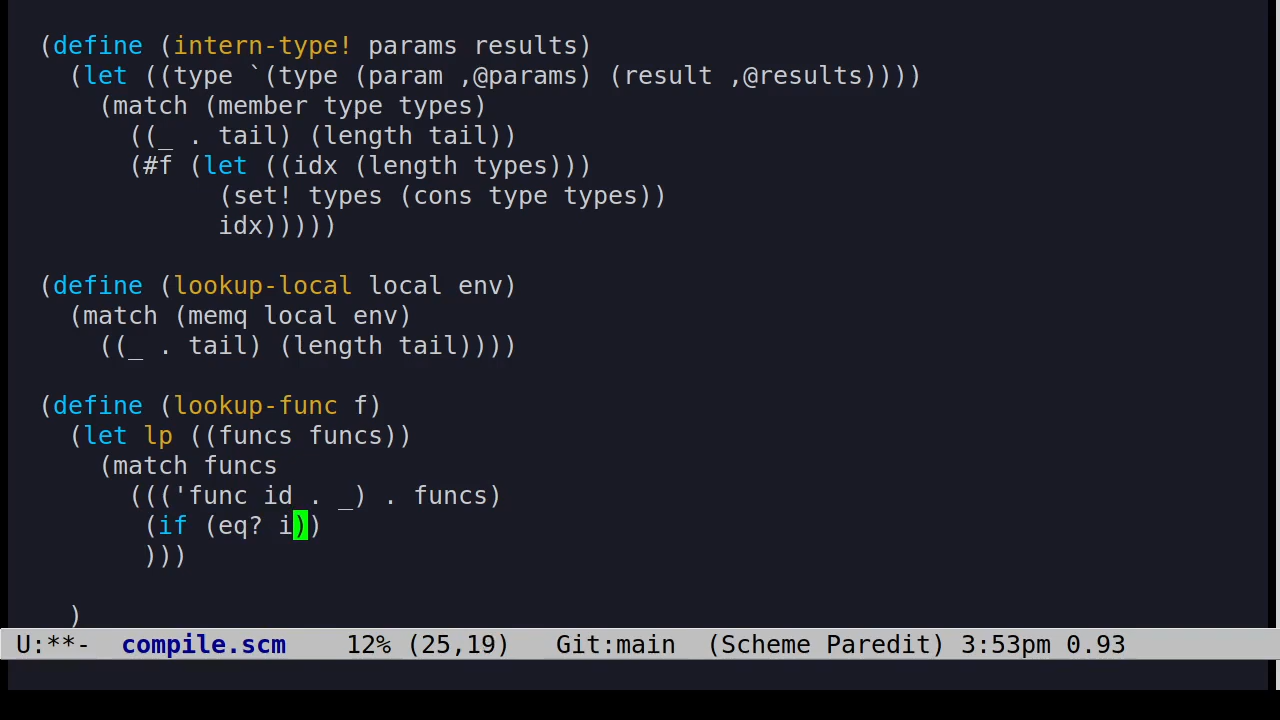 (define (intern-type! params results)
(let ((type `(type (param ,@params) (result ,@results))))
(match (member type types)
((_ . tail) (length tail))
(#f (let ((idx (length types)))
(set! types (cons type types))
idx)))))
(define (lookup-local local env)
(match (memq local env)
((_ . tail) (length tail))))
(define (lookup-func f)
(let lp ((funcs funcs))
(match funcs
((('func id . _) . funcs)
(if (eq? i))
)))
)
U:**-  compile.scm    12% (25,19)   Git:main  (Scheme Paredit) 3:53pm 0.93